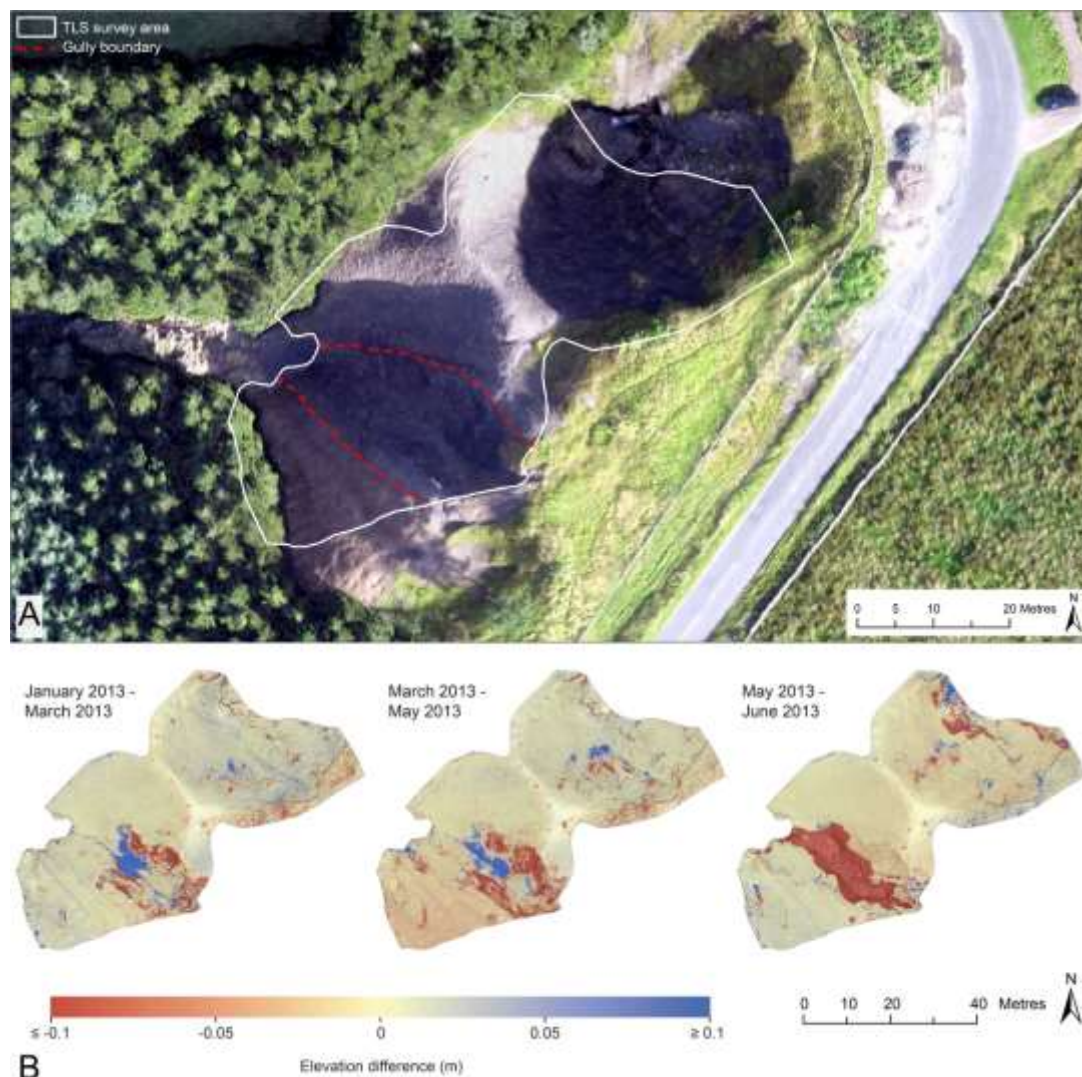 TLS survey area
Gully boundary
A
0 5 10 20 Metres
N
January 2013 -
March 2013
March 2013 -
May 2013
May 2013 -
June 2013
N
0 10 20 40 Metres
≤ -0.1 -0.05 0 0.05 ≥ 0.1
Elevation difference (m)
B